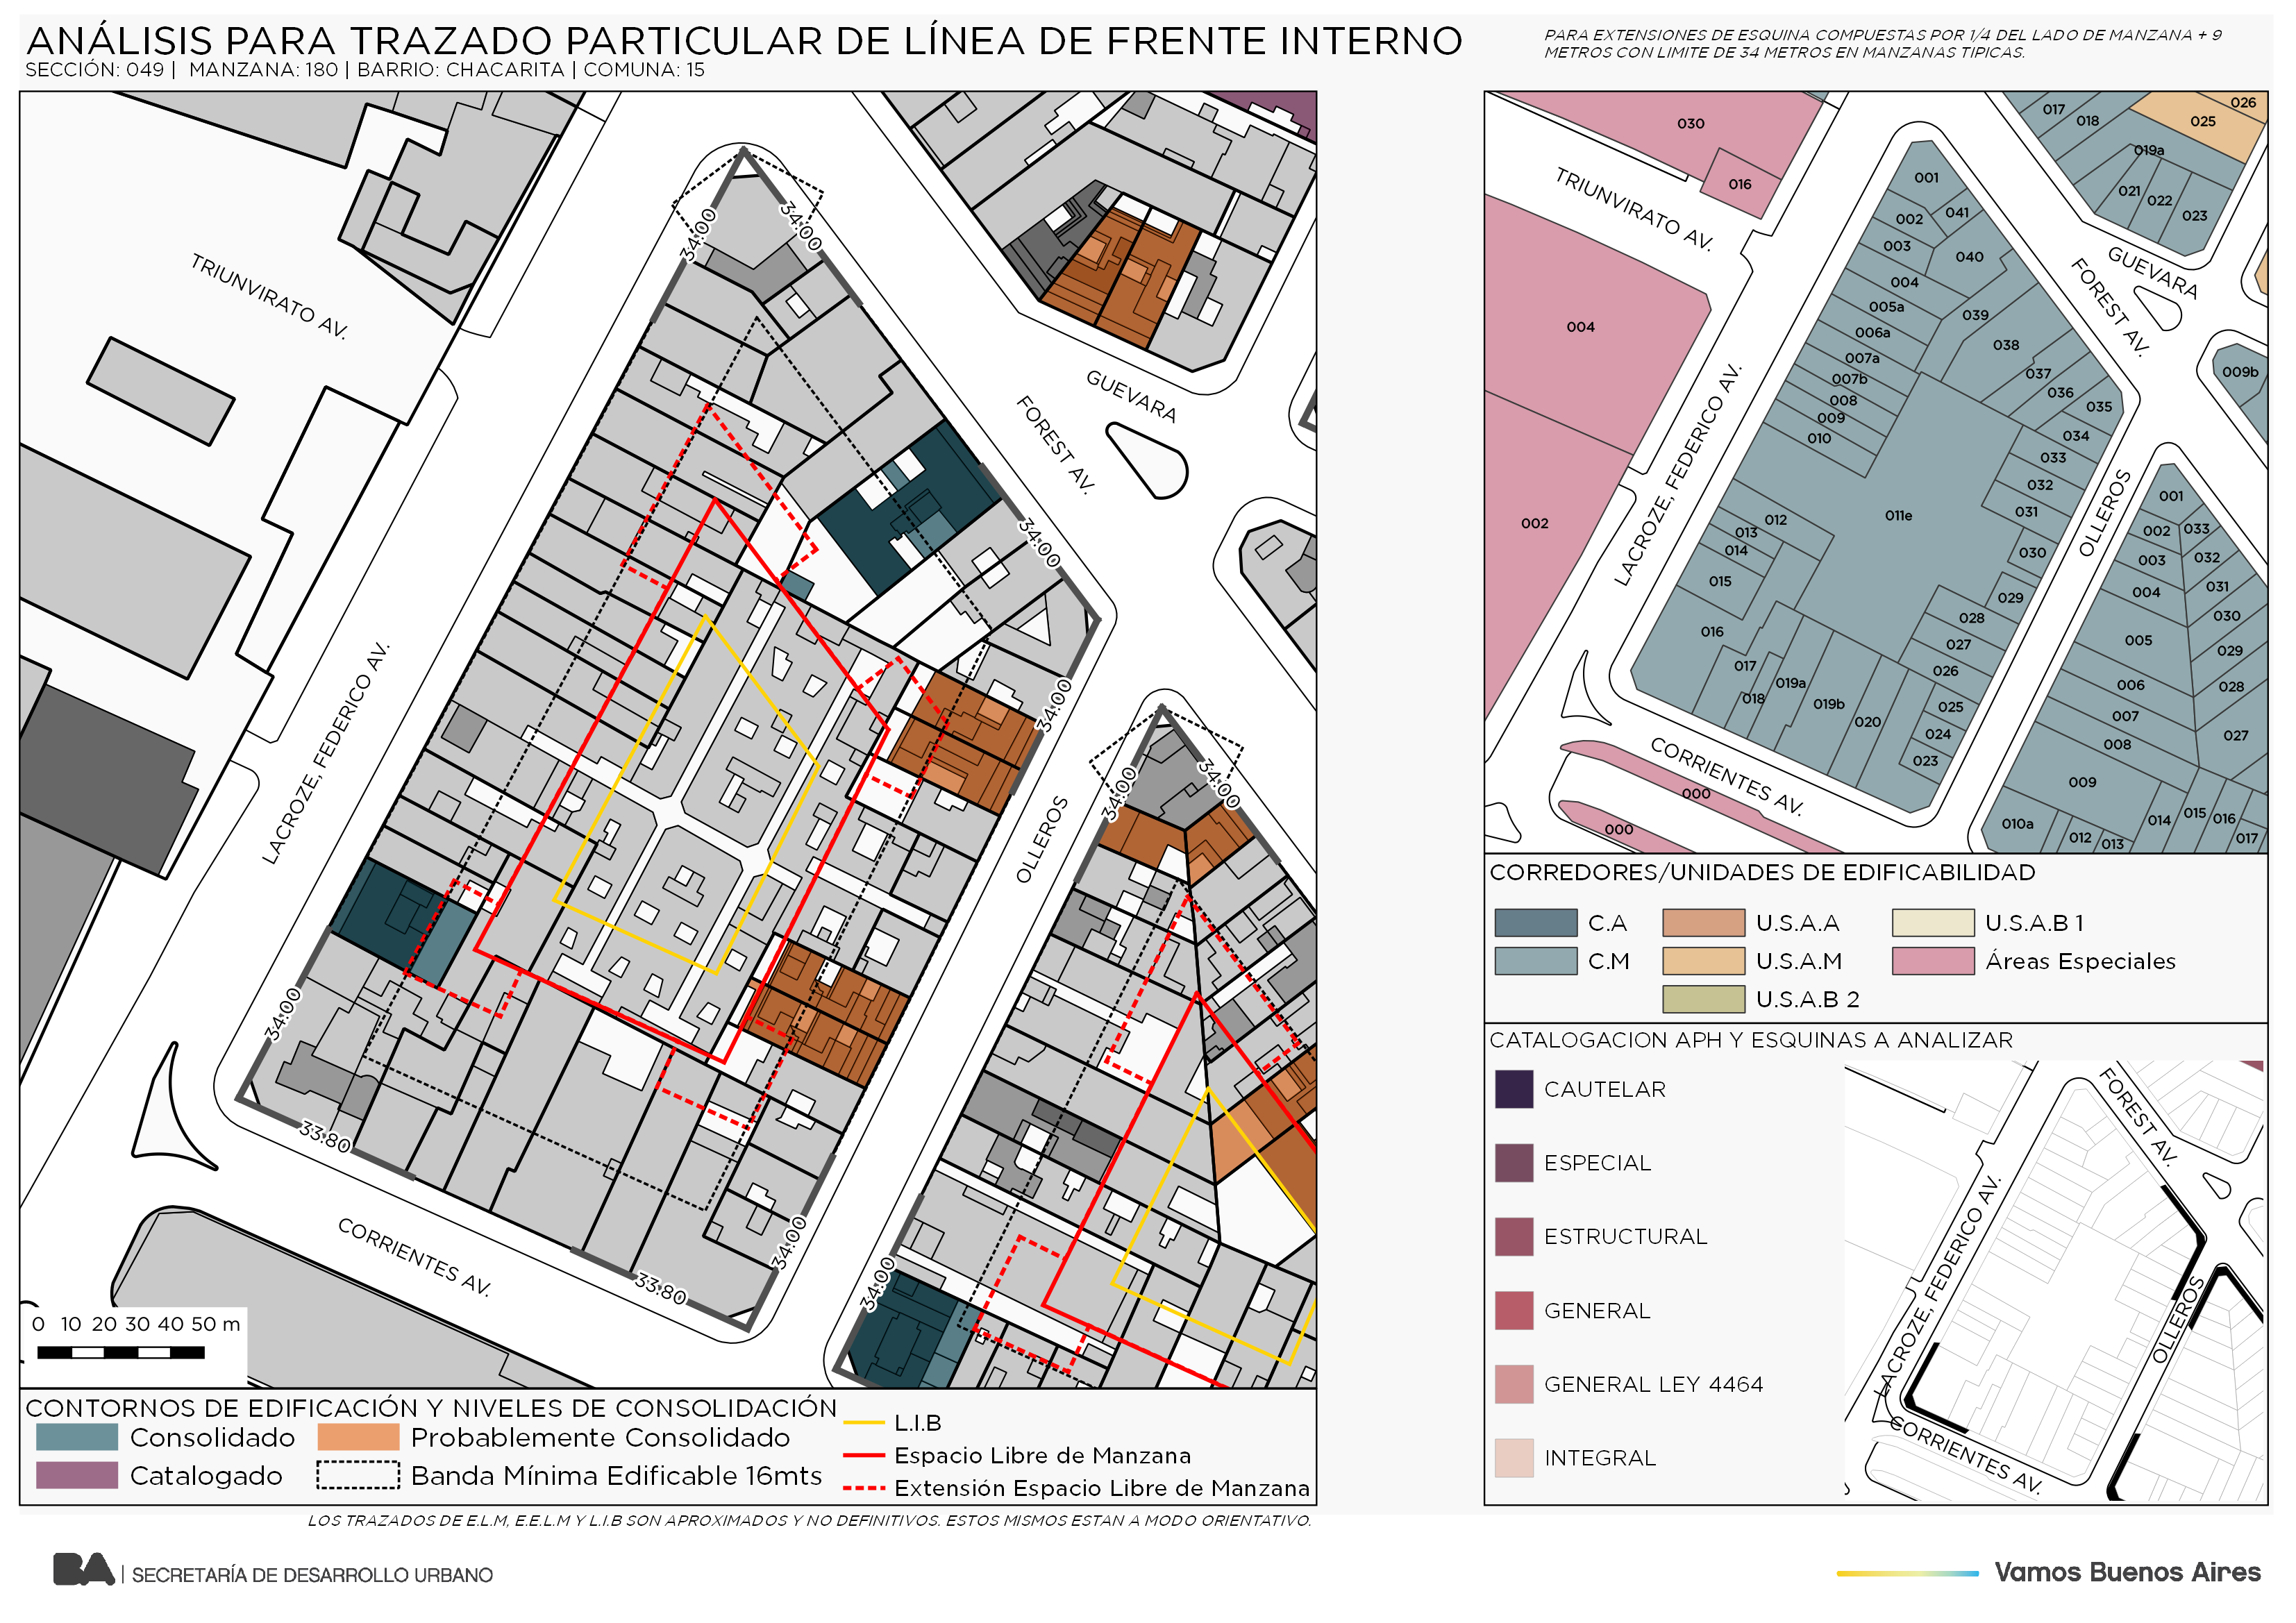 ANÁLISIS PARA TRAZADO PARTICULAR DE LÍNEA DE FRENTE INTERNO
SECCIÓN: 049 | MANZANA: 180 | BARRIO: CHACARITA | COMUNA: 15
PARA EXTENSIONES DE ESQUINA COMPUESTAS POR 1/4 DEL LADO DE MANZANA + 9
METROS CON LIMITE DE 34 METROS EN MANZANAS TIPICAS.
TRIUNVIRATO AV.
34:00
34:00
GUEVARA
FOREST AV.
34:00
34:00
LACROZE, FEDERICO AV.
OLLEROS
34:00
34:00
34:00
33.80
CORRIENTES AV.
33.80
34:00
34:00
0 10 20 30 40 50 m
CONTORNOS DE EDIFICACIÓN Y NIVELES DE CONSOLIDACIÓN
Consolidado
Probablemente Consolidado
Catalogado
Banda Mínima Edificable 16mts
L.I.B
Espacio Libre de Manzana
Extensión Espacio Libre de Manzana
LOS TRAZADOS DE E.L.M, E.E.L.M Y L.I.B SON APROXIMADOS Y NO DEFINITIVOS. ESTOS MISMOS ESTAN A MODO ORIENTATIVO.
030
016
TRIUNVIRATO AV.
004
002
017
018
026
025
019a
021
022
023
GUEVARA
FOREST AV.
009b
001
002
041
003
040
004
005a
039
006a
038
007a
037
007b
036
008
035
009
010
034
033
032
031
011e
012
013
014
030
015
029
028
016
027
017
026
018
019a
019b
020
025
024
023
LACROZE, FEDERICO AV.
OLLEROS
001
002
033
003
032
004
031
030
005
029
006
028
007
027
008
009
010a
012
013
014
015
016
017
CORRIENTES AV.
000
000
CORREDORES/UNIDADES DE EDIFICABILIDAD
C.A
U.S.A.A
U.S.A.B 1
C.M
U.S.A.M
Áreas Especiales
U.S.A.B 2
CATALOGACION APH Y ESQUINAS A ANALIZAR
CAUTELAR
ESPECIAL
ESTRUCTURAL
GENERAL
GENERAL LEY 4464
INTEGRAL
FOREST AV.
LACROZE, FEDERICO AV.
OLLEROS
CORRIENTES AV.
BA | SECRETARÍA DE DESARROLLO URBANO
Vamos Buenos Aires